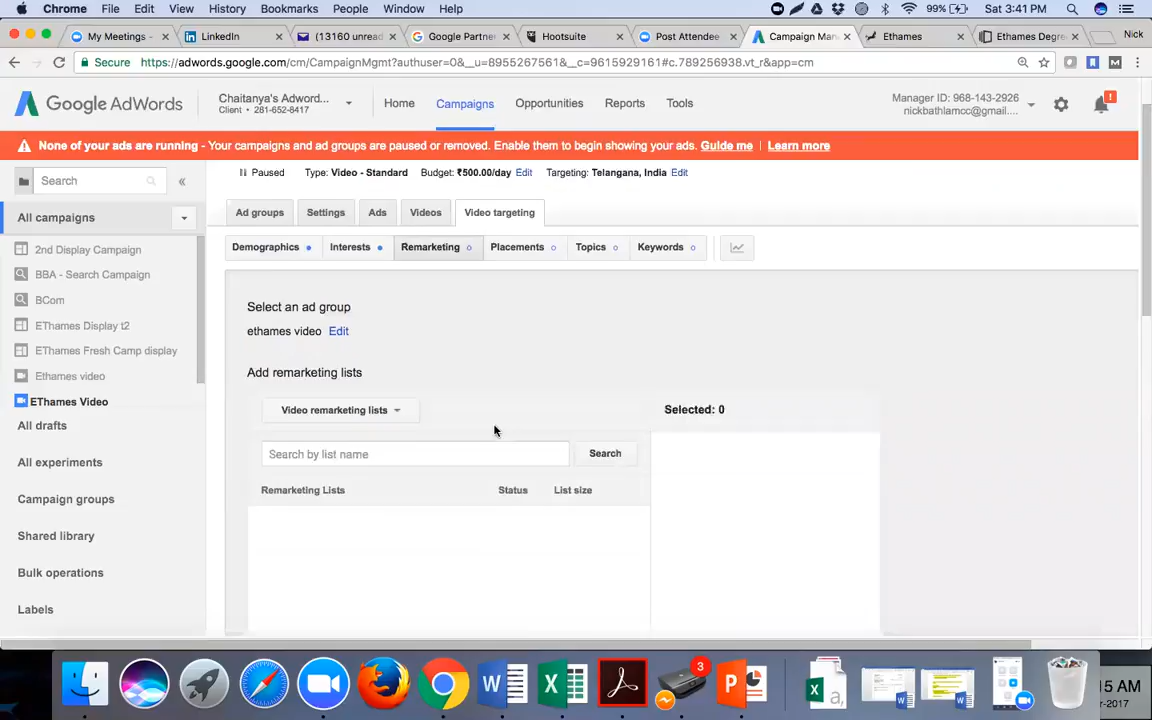 Chrome File Edit View History Bookmarks People Window Help 99% Sat 3:41 PM
My Meetings - LinkedIn (13160 unread Google Partner Hootsuite Post Attendee Campaign Man Ethames Ethames Degre Nick
Secure https://adwords.google.com/cm/CampaignMgmt?authuser=0&__u=8955267561&__c=9615929161#c.789256938.vt_r&app=cm
Google AdWords Chaitanya's Adword... Home Campaigns Opportunities Reports Tools Manager ID: 968-143-2926
Client • 281-652-6417 nickbathlamcc@gmail.... !
None of your ads are running - Your campaigns and ad groups are paused or removed. Enable them to begin showing your ads. Guide me | Learn more
Paused Type: Video - Standard Budget: ₹500.00/day Edit Targeting: Telangana, India Edit
Search «
Ad groups Settings Ads Videos Video targeting
All campaigns
Demographics Interests Remarketing Placements Topics Keywords
2nd Display Campaign
BBA - Search Campaign
BCom
EThames Display t2
EThames Fresh Camp display
Ethames video
EThames Video
All drafts
All experiments
Campaign groups
Shared library
Bulk operations
Labels
Select an ad group
ethames video Edit
Add remarketing lists
Video remarketing lists Selected: 0
Search by list name Search
Remarketing Lists Status List size
3
15 AM
-2017